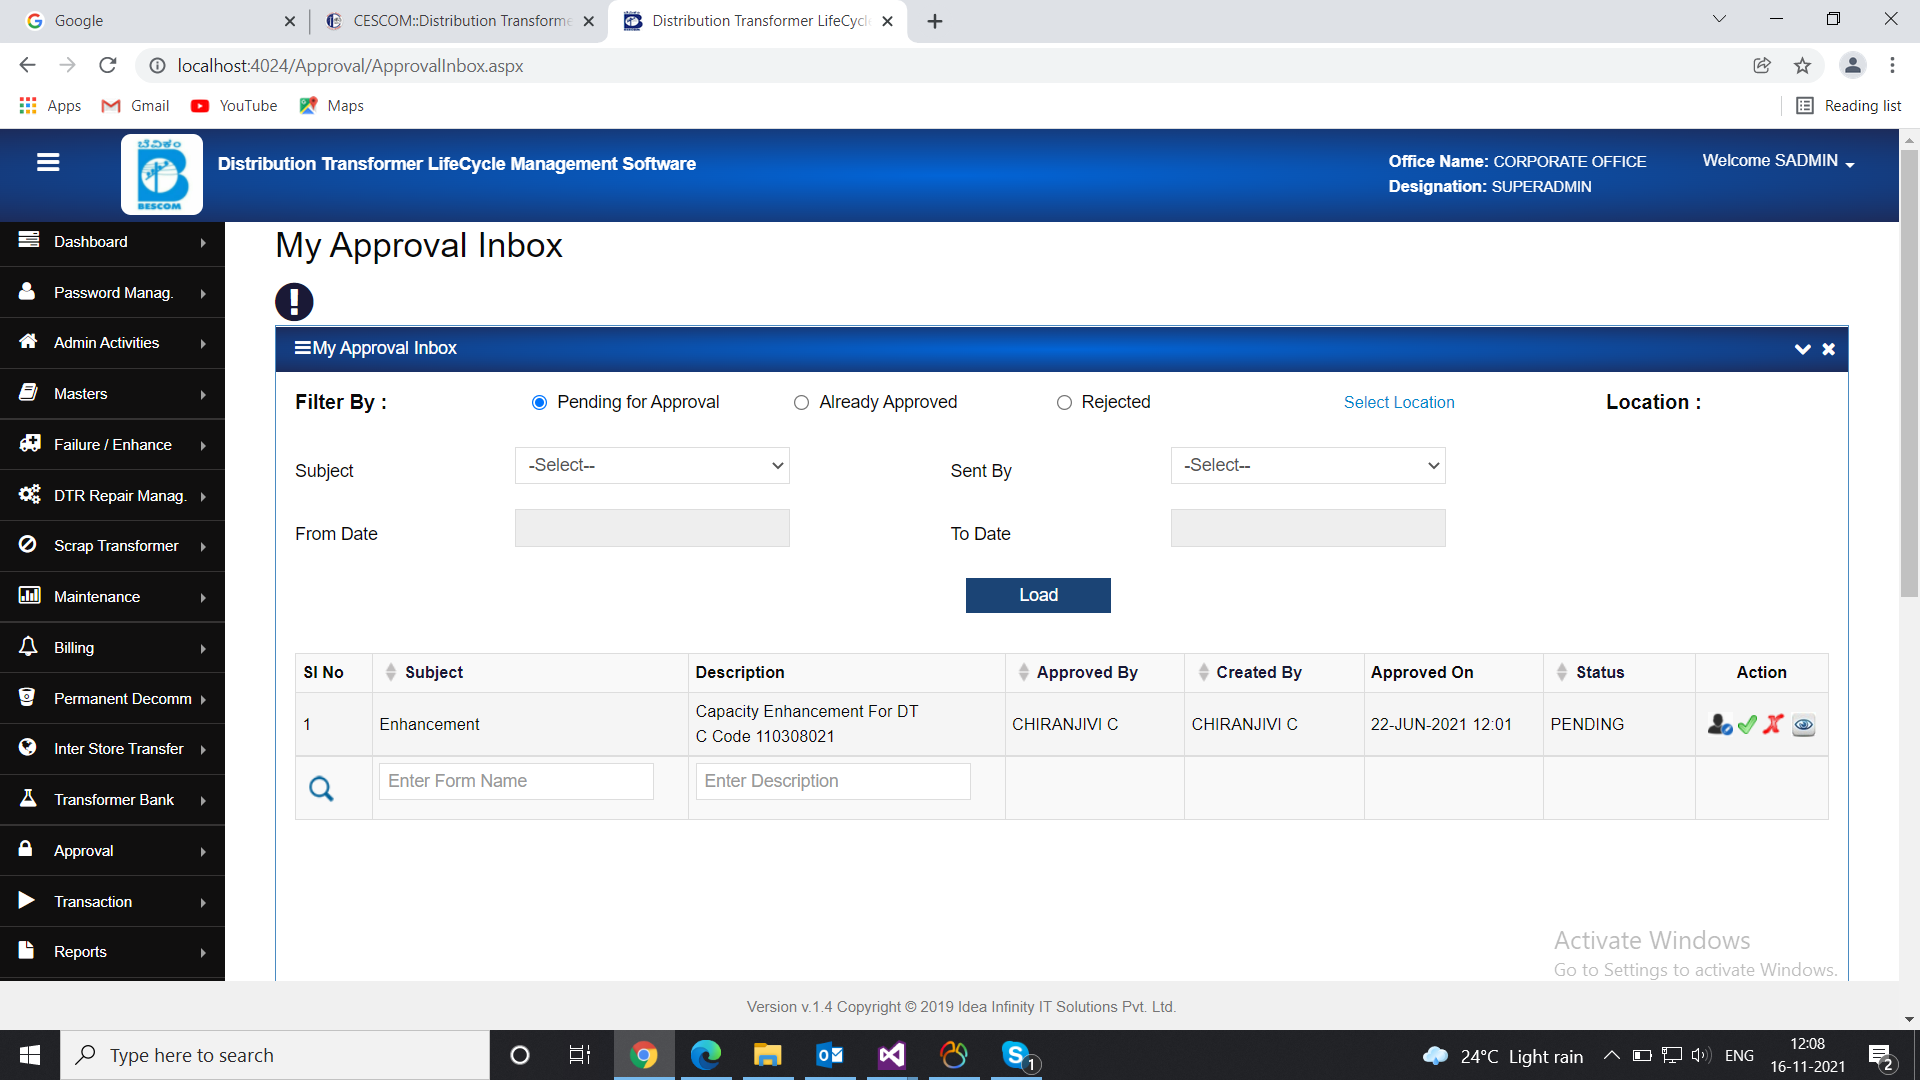 Google
CESCOM::Distribution Transforme
Distribution Transformer LifeCycle
localhost:4024/Approval/ApprovalInbox.aspx
Apps
Gmail
YouTube
Maps
Reading list
ಬೆವಿಕಂ
BESCOM
Distribution Transformer LifeCycle Management Software
Office Name: CORPORATE OFFICE
Designation: SUPERADMIN
Welcome SADMIN
Dashboard
Password Manag.
Admin Activities
Masters
Failure / Enhance
DTR Repair Manag.
Scrap Transformer
Maintenance
Billing
Permanent Decomm
Inter Store Transfer
Transformer Bank
Approval
Transaction
Reports
My Approval Inbox
My Approval Inbox
Filter By :
Pending for Approval
Already Approved
Rejected
Select Location
Location :
Subject
-Select--
Sent By
-Select--
From Date
To Date
Load
Sl No
Subject
Description
Approved By
Created By
Approved On
Status
Action
1
Enhancement
Capacity Enhancement For DT
C Code 110308021
CHIRANJIVI C
CHIRANJIVI C
22-JUN-2021 12:01
PENDING
Enter Form Name
Enter Description
Activate Windows
Go to Settings to activate Windows.
Version v.1.4 Copyright © 2019 Idea Infinity IT Solutions Pvt. Ltd.
Type here to search
1
24°C Light rain
ENG
12:08
16-11-2021
2